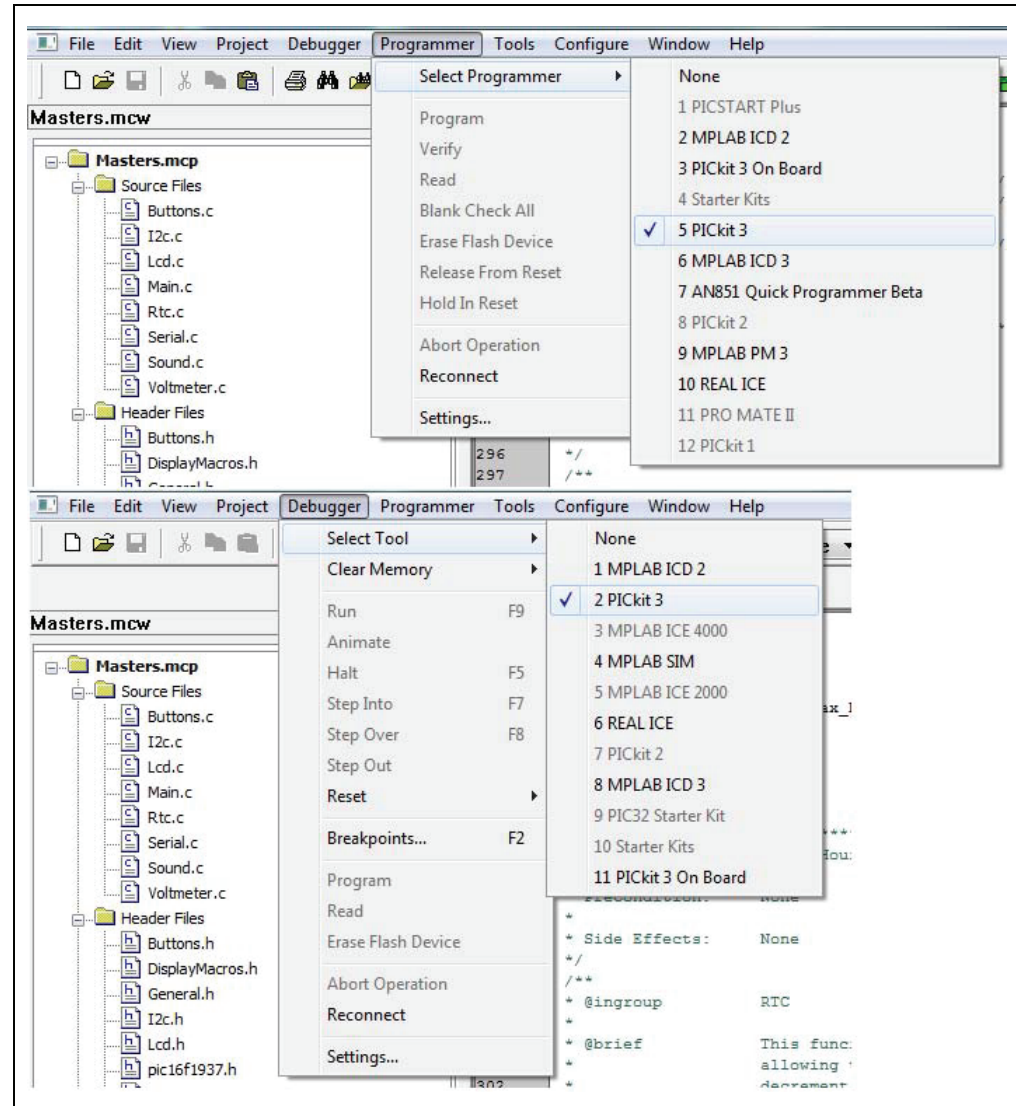 File Edit View Project Debugger Programmer Tools Configure Window Help
Masters.mcw
Masters.mcp
Source Files
Buttons.c
I2c.c
Lcd.c
Main.c
Rtc.c
Serial.c
Sound.c
Voltmeter.c
Header Files
Buttons.h
DisplayMacros.h
Select Programmer
Program
Verify
Read
Blank Check All
Erase Flash Device
Release From Reset
Hold In Reset
Abort Operation
Reconnect
Settings...
None
1 PICSTART Plus
2 MPLAB ICD 2
3 PICkit 3 On Board
4 Starter Kits
5 PICkit 3
6 MPLAB ICD 3
7 AN851 Quick Programmer Beta
8 PICkit 2
9 MPLAB PM 3
10 REAL ICE
11 PRO MATE II
12 PICkit 1
296 */
297 /**
File Edit View Project Debugger Programmer Tools Configure Window Help
Masters.mcw
Masters.mcp
Source Files
Buttons.c
I2c.c
Lcd.c
Main.c
Rtc.c
Serial.c
Sound.c
Voltmeter.c
Header Files
Buttons.h
DisplayMacros.h
General.h
I2c.h
Lcd.h
pic16f1937.h
Select Tool
Clear Memory
Run F9
Animate
Halt F5
Step Into F7
Step Over F8
Step Out
Reset
Breakpoints... F2
Program
Read
Erase Flash Device
Abort Operation
Reconnect
Settings...
None
1 MPLAB ICD 2
2 PICkit 3
3 MPLAB ICE 4000
4 MPLAB SIM
5 MPLAB ICE 2000
6 REAL ICE
7 PICkit 2
8 MPLAB ICD 3
9 PIC32 Starter Kit
10 Starter Kits
11 PICkit 3 On Board
*
* Side Effects: None
*/
/**
* @ingroup RTC
*
* @brief This func
* allowing
302 * decrement